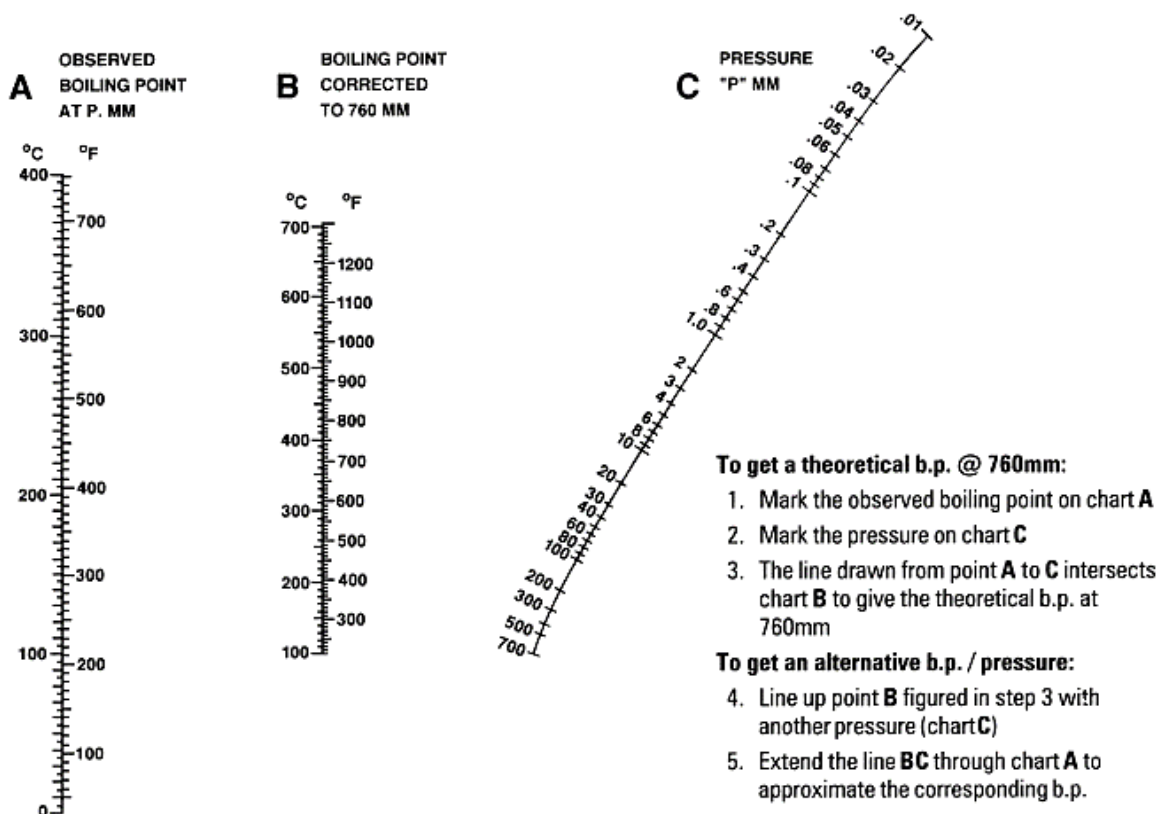 A
OBSERVED
BOILING POINT
AT P. MM
°C °F
400
700
600
300
500
400
200
300
100
200
100
0
B
BOILING POINT
CORRECTED
TO 760 MM
°C °F
700
1200
600
1100
1000
500
900
800
400
700
600
300
500
400
200
300
100
C
PRESSURE
"P" MM
.01
.02
.03
.04
.05
.06
.08
.1
.2
.3
.4
.6
.8
1.0
2
3
4
6
8
10
20
30
40
60
80
100
200
300
500
700
To get a theoretical b.p. @ 760mm:
1. Mark the observed boiling point on chart A
2. Mark the pressure on chart C
3. The line drawn from point A to C intersects
chart B to give the theoretical b.p. at
760mm
To get an alternative b.p. / pressure:
4. Line up point B figured in step 3 with
another pressure (chart C)
5. Extend the line BC through chart A to
approximate the corresponding b.p.